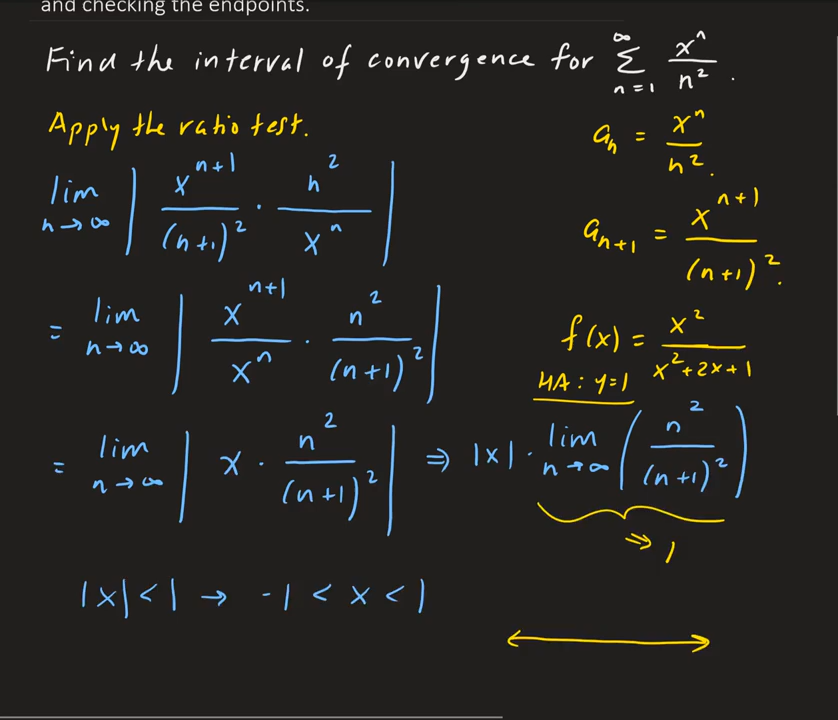 and checking the endpoints.
Find the interval of convergence for ∑_{n=1}^{∞} x^n / n^2 .
Apply the ratio test.
a_n = x^n / n^2 .
lim_{n→∞} | x^{n+1} / (n+1)^2 · n^2 / x^n |
a_{n+1} = x^{n+1} / (n+1)^2 .
= lim_{n→∞} | x^{n+1} / x^n · n^2 / (n+1)^2 |
f(x) = x^2 / x^2+2x+1
HA: y=1
= lim_{n→∞} | x · n^2 / (n+1)^2 | ⇒ |x| · lim_{n→∞} ( n^2 / (n+1)^2 )
⇒ 1
|x| < 1 → -1 < x < 1